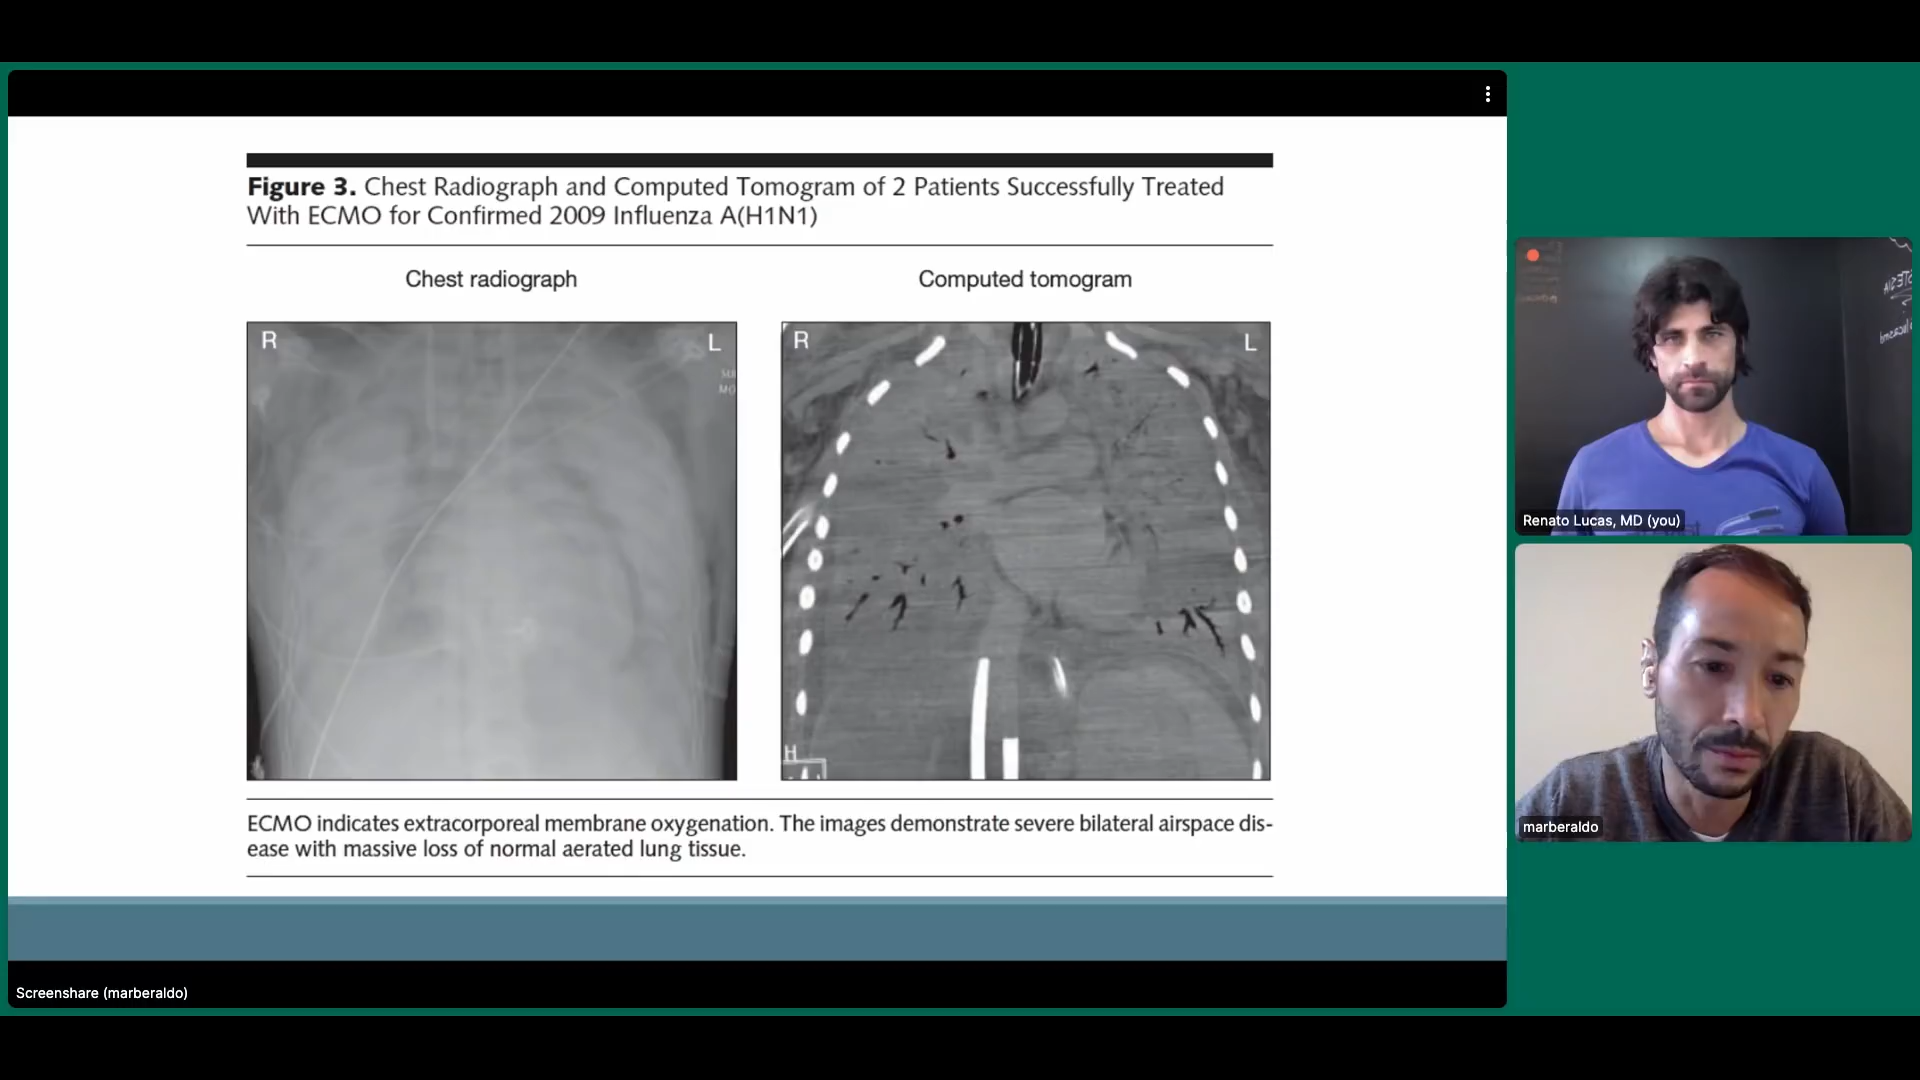 Figure 3. Chest Radiograph and Computed Tomogram of 2 Patients Successfully Treated
With ECMO for Confirmed 2009 Influenza A(H1N1)
Chest radiograph
Computed tomogram
R
L
R
L
H
ECMO indicates extracorporeal membrane oxygenation. The images demonstrate severe bilateral airspace dis-
ease with massive loss of normal aerated lung tissue.
Screenshare (marberaldo)
Renato Lucas, MD (you)
marberaldo